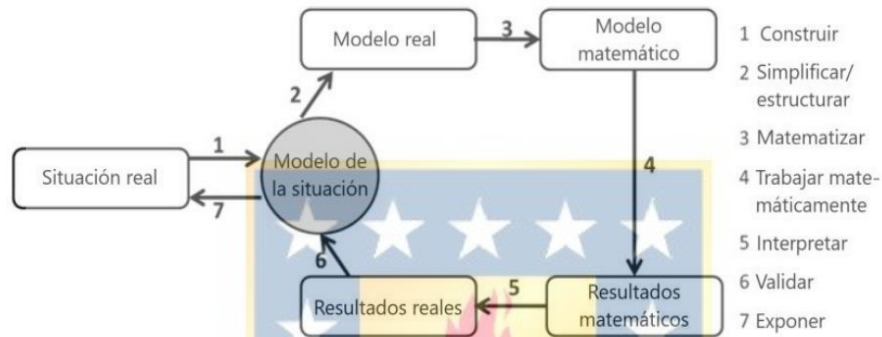 Modelo real
3
Modelo
matemático
2
1
Situación real
Modelo de
la situación
7
4
6
Resultados reales
5
Resultados
matemáticos
1 Construir
2 Simplificar/
estructurar
3 Matematizar
4 Trabajar mate-
máticamente
5 Interpretar
6 Validar
7 Exponer